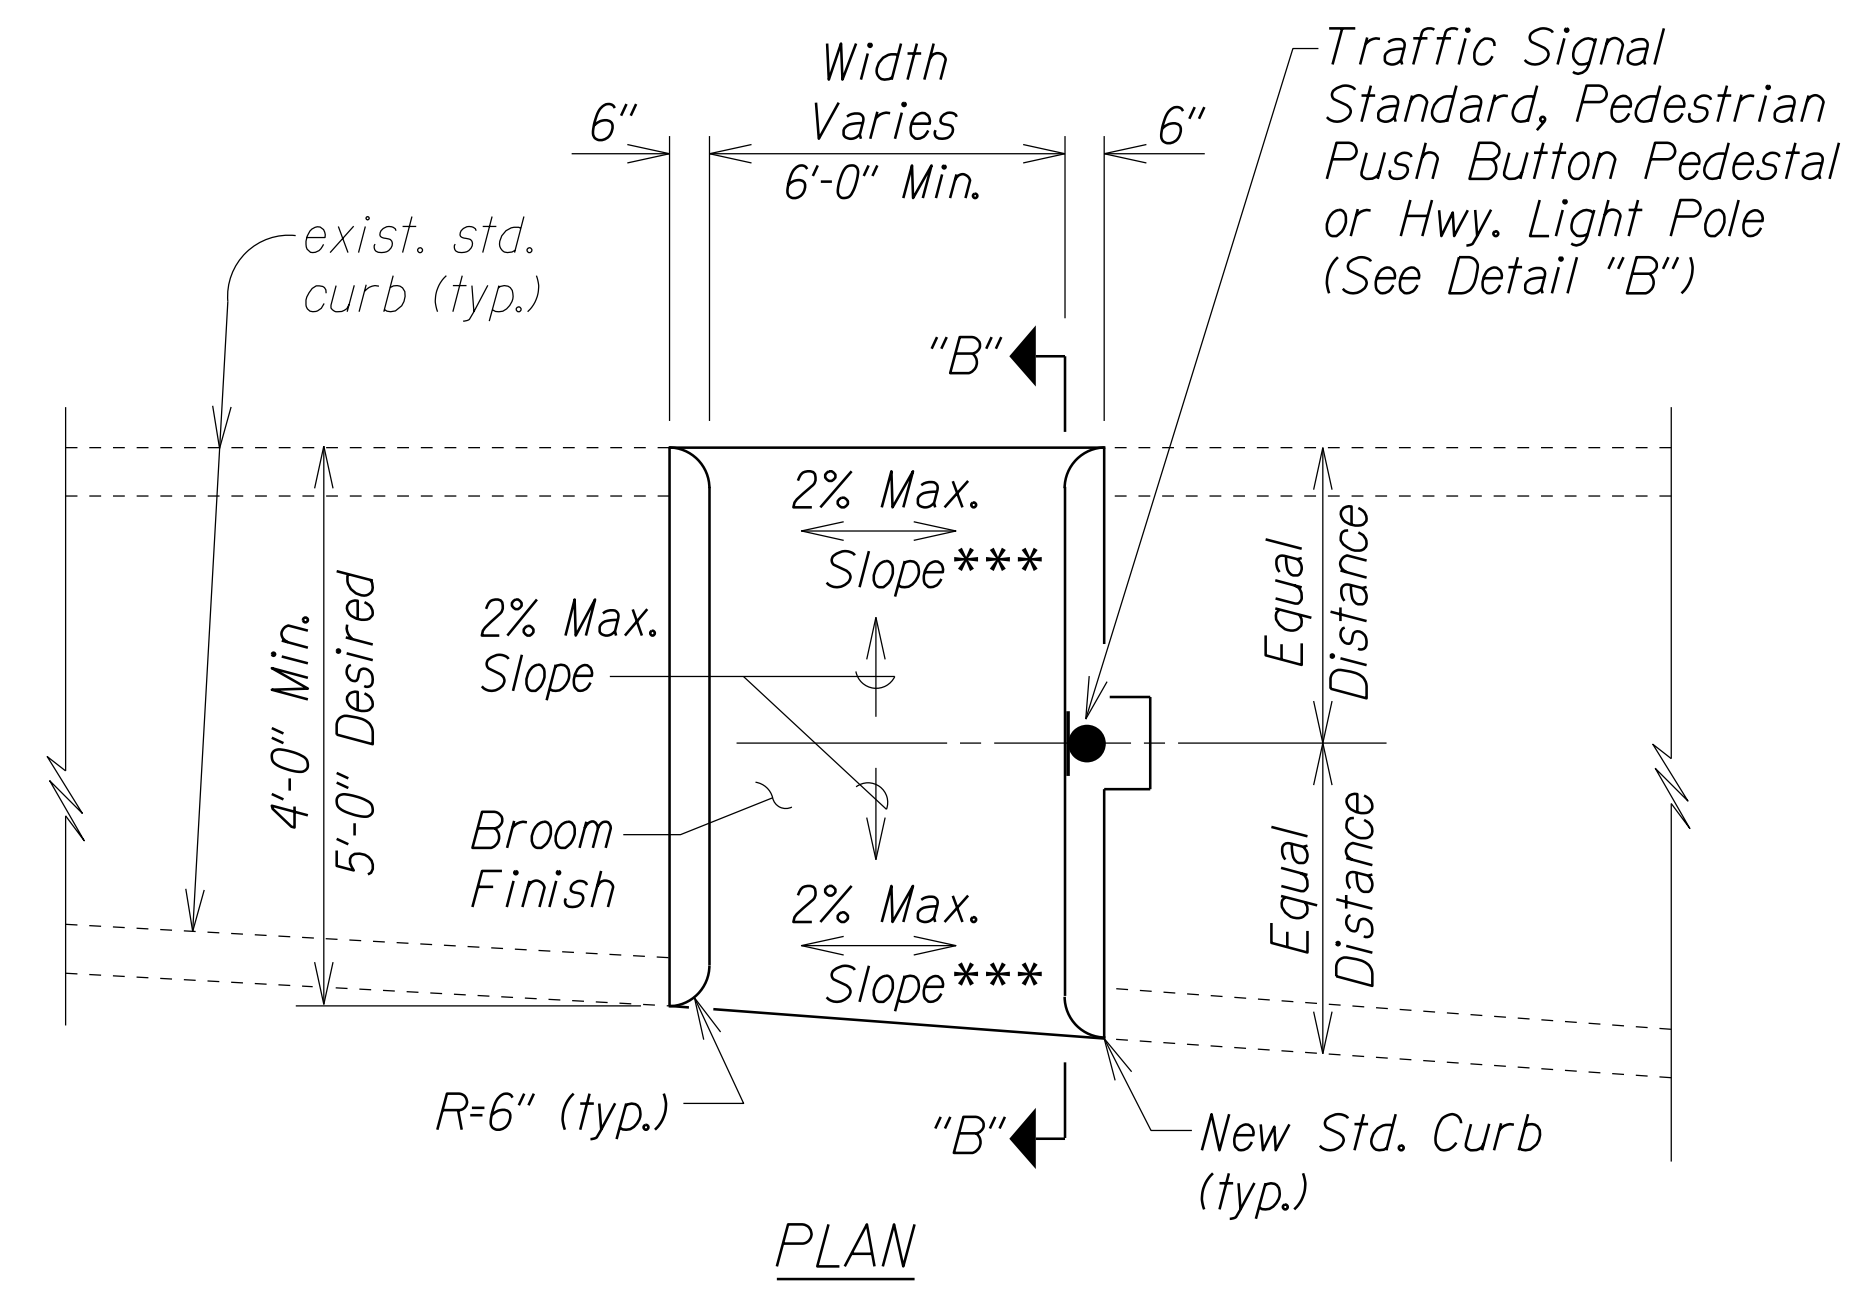 Width
Varies
6'-0" Min.
6"
6"
Traffic Signal
Standard, Pedestrian
Push Button Pedestal
or Hwy. Light Pole
(See Detail "B")
exist. std.
curb (typ.)
"B"
2% Max.
Slope***
2% Max.
Slope
4'-0" Min.
5'-0" Desired
Equal
Distance
Broom
Finish
Equal
Distance
2% Max.
Slope***
R=6" (typ.)
"B"
New Std. Curb
(typ.)
PLAN